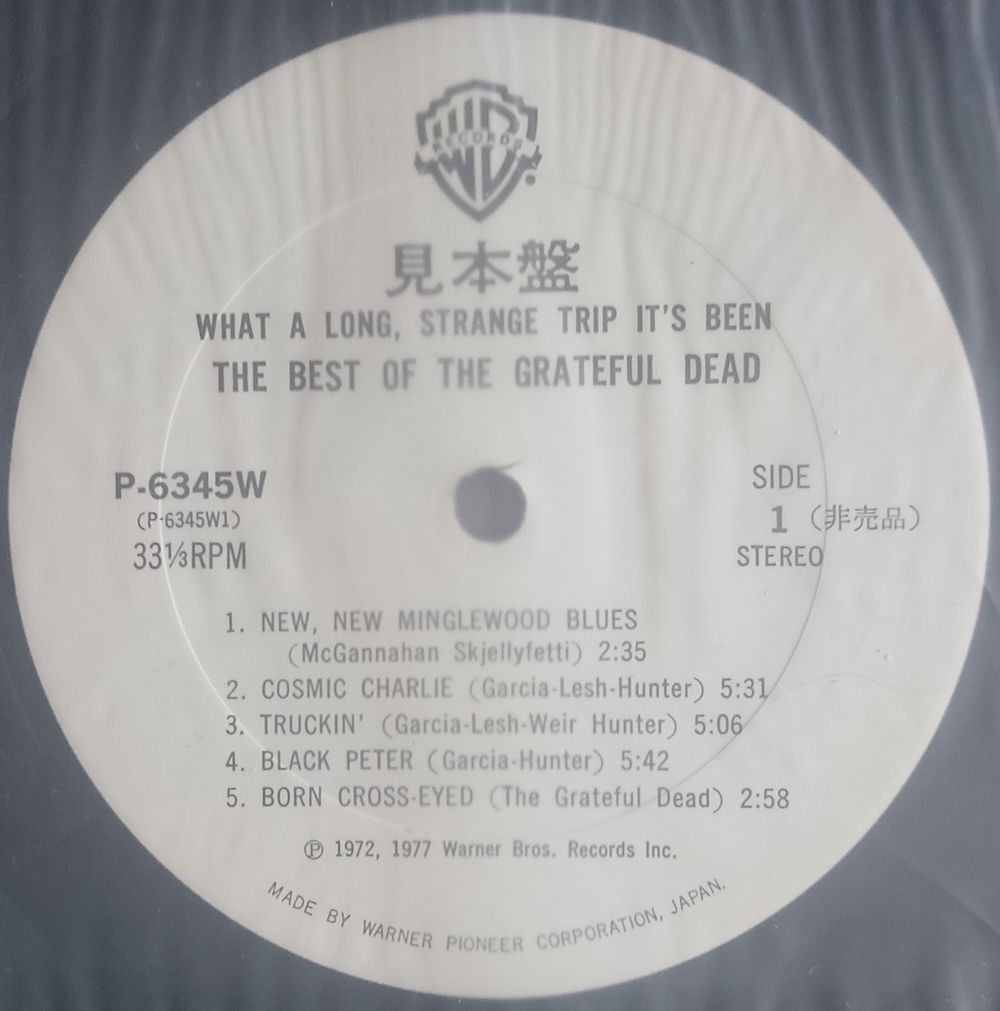 RECORDS
見本盤
WHAT A LONG, STRANGE TRIP IT'S BEEN
THE BEST OF THE GRATEFUL DEAD
P-6345W
(P-6345W1)
33⅓RPM
SIDE
1 (非売品)
STEREO
1. NEW, NEW MINGLEWOOD BLUES
(McGannahan Skjellyfetti) 2:35
2. COSMIC CHARLIE (Garcia-Lesh-Hunter) 5:31
3. TRUCKIN' (Garcia-Lesh-Weir Hunter) 5:06
4. BLACK PETER (Garcia-Hunter) 5:42
5. BORN CROSS-EYED (The Grateful Dead) 2:58
Ⓟ 1972, 1977 Warner Bros. Records Inc.
MADE BY WARNER PIONEER CORPORATION, JAPAN.